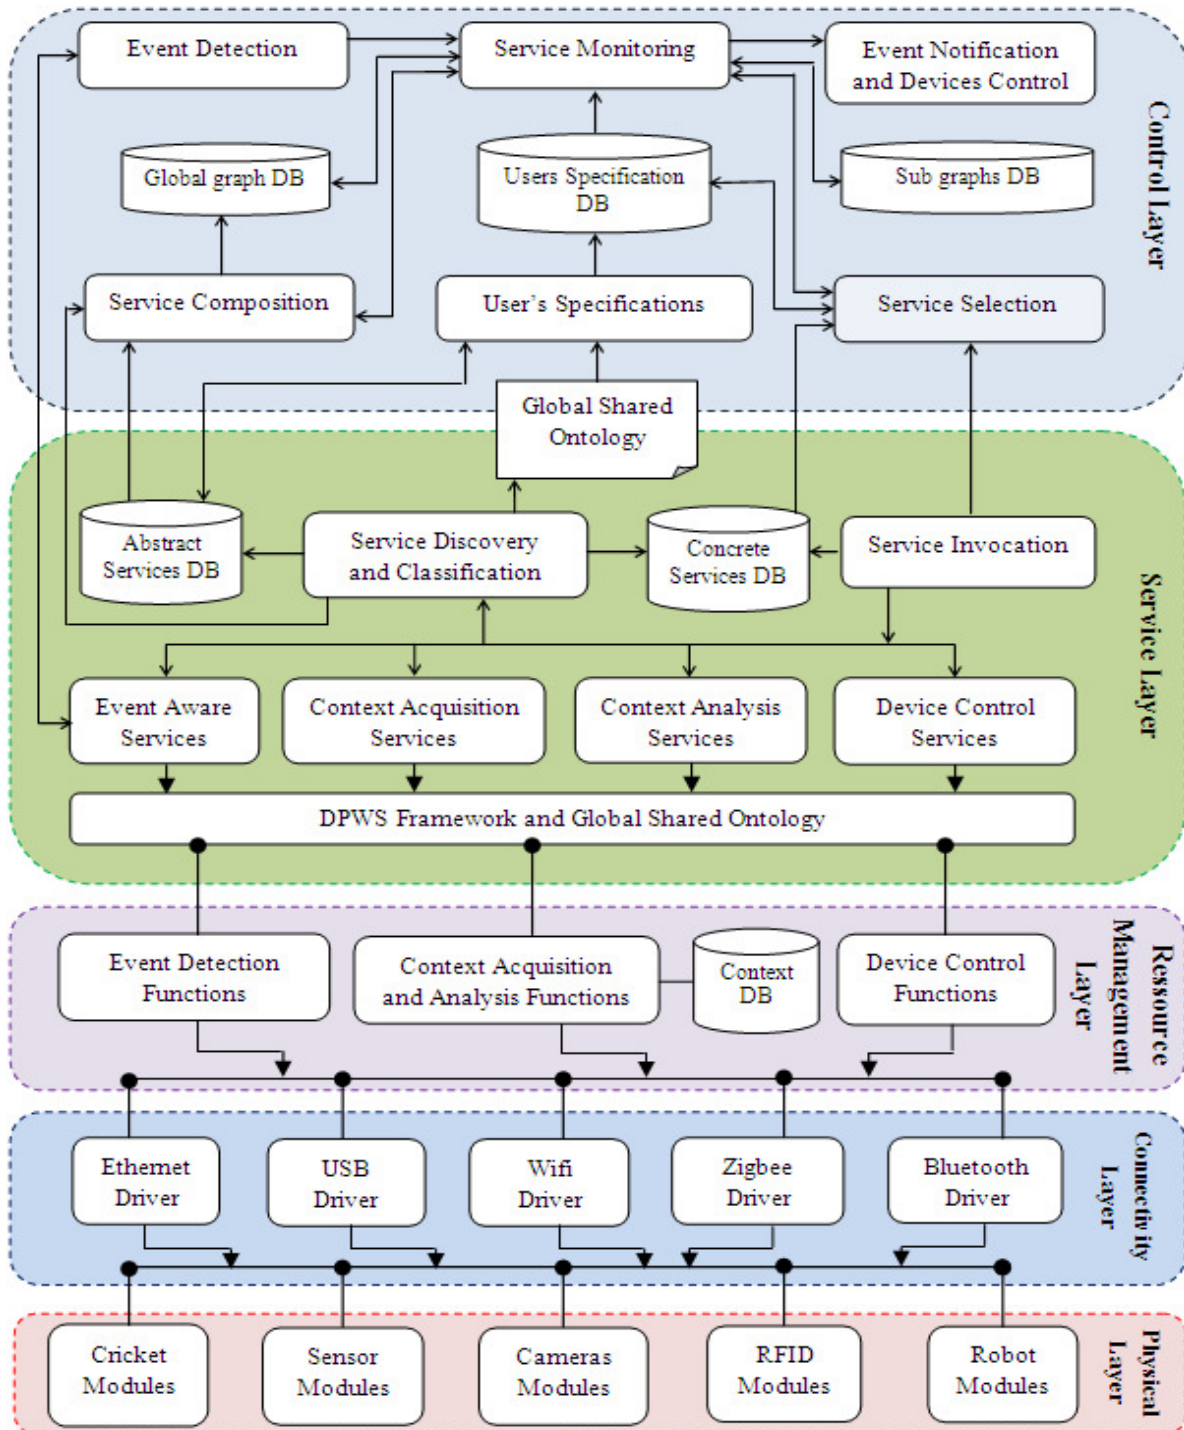 Event Detection
Service Monitoring
Event Notification
and Devices Control
Control Layer
Global graph DB
Users Specification
DB
Sub graphs DB
Service Composition
User's Specifications
Service Selection
Global Shared
Ontology
Service Layer
Abstract
Services DB
Service Discovery
and Classification
Concrete
Services DB
Service Invocation
Event Aware
Services
Context Acquisition
Services
Context Analysis
Services
Device Control
Services
DPWS Framework and Global Shared Ontology
Ressource
Management
Layer
Event Detection
Functions
Context Acquisition
and Analysis Functions
Context
DB
Device Control
Functions
Connectivity
Layer
Ethernet
Driver
USB
Driver
Wifi
Driver
Zigbee
Driver
Bluetooth
Driver
Physical
Layer
Cricket
Modules
Sensor
Modules
Cameras
Modules
RFID
Modules
Robot
Modules